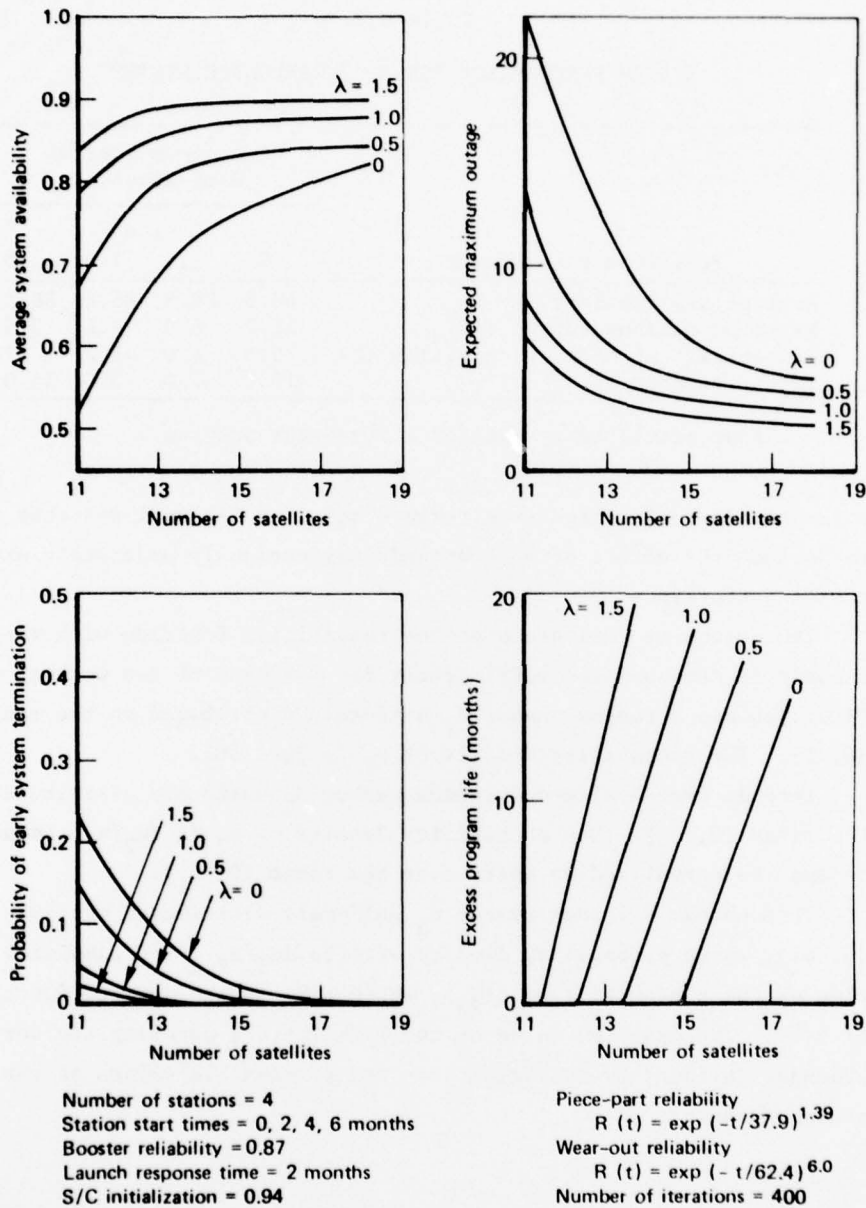 1.0
0.9
0.8
0.7
0.6
0.5
Average system availability
λ = 1.5
1.0
0.5
0
11 13 15 17 19
Number of satellites
20
10
0
Expected maximum outage
λ = 0
0.5
1.0
1.5
11 13 15 17 19
Number of satellites
0.5
0.4
0.3
0.2
0.1
0
Probability of early system termination
1.5
1.0
0.5
λ = 0
11 13 15 17 19
Number of satellites
20
10
0
Excess program life (months)
λ = 1.5
1.0
0.5
0
11 13 15 17 19
Number of satellites
Number of stations = 4
Station start times = 0, 2, 4, 6 months
Booster reliability = 0.87
Launch response time = 2 months
S/C initialization = 0.94
Piece-part reliability
R (t) = exp (-t/37.9)^1.39
Wear-out reliability
R (t) = exp (- t/62.4)^6.0
Number of iterations = 400